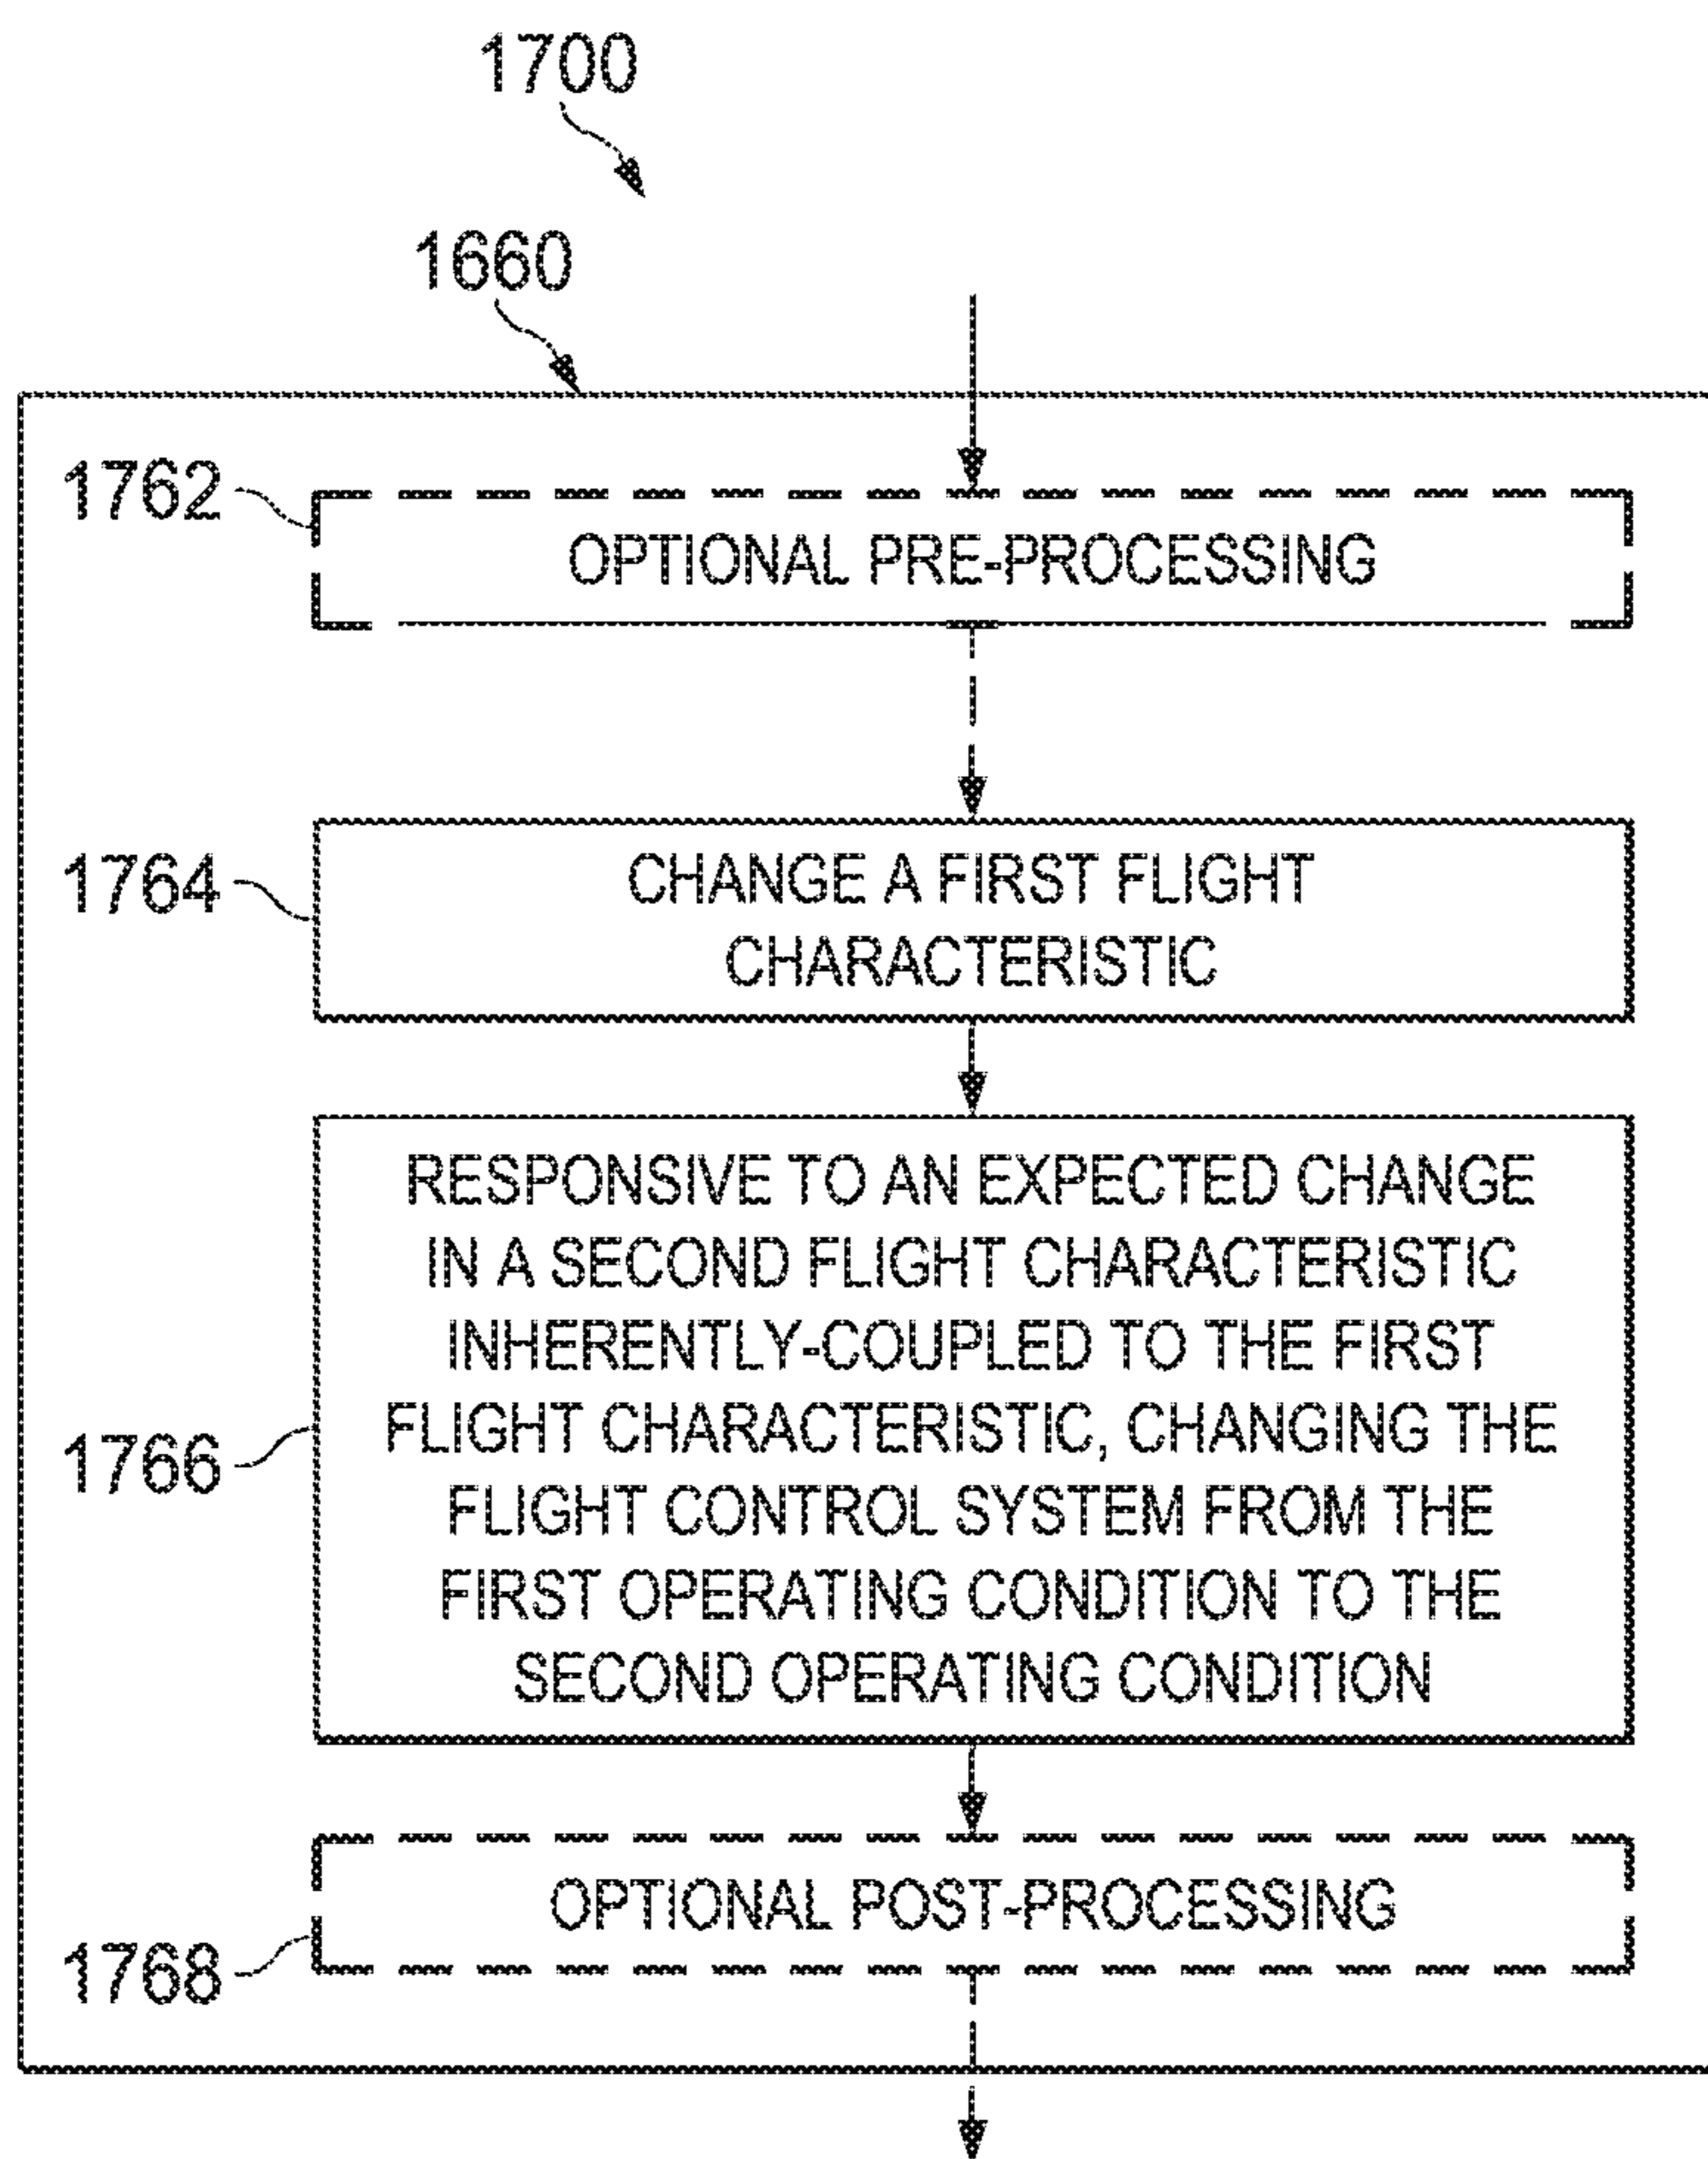 1700
1660
1762
OPTIONAL PRE-PROCESSING
1764
CHANGE A FIRST FLIGHT
CHARACTERISTIC
1766
RESPONSIVE TO AN EXPECTED CHANGE
IN A SECOND FLIGHT CHARACTERISTIC
INHERENTLY-COUPLED TO THE FIRST
FLIGHT CHARACTERISTIC, CHANGING THE
FLIGHT CONTROL SYSTEM FROM THE
FIRST OPERATING CONDITION TO THE
SECOND OPERATING CONDITION
1768
OPTIONAL POST-PROCESSING